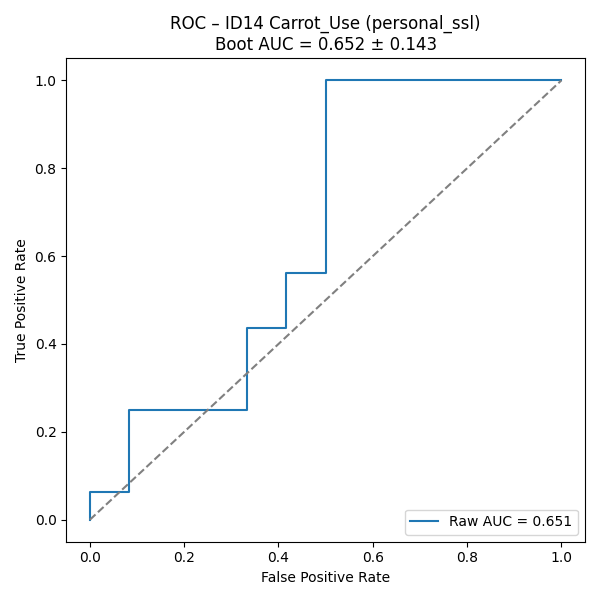 ROC – ID14 Carrot_Use (personal_ssl)
Boot AUC = 0.652 ± 0.143
True Positive Rate
1.0
0.8
0.6
0.4
0.2
0.0
Raw AUC = 0.651
0.0 0.2 0.4 0.6 0.8 1.0
False Positive Rate